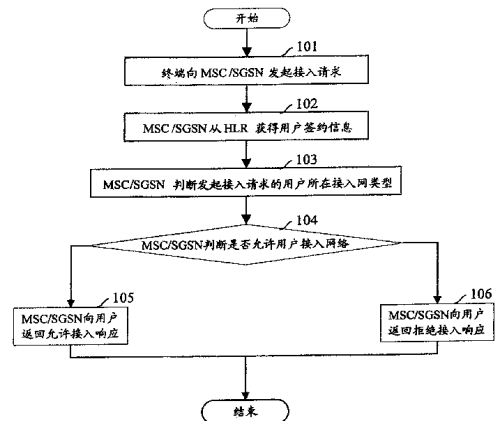 开始
101
终端向 MSC/SGSN 发起接入请求
102
MSC/SGSN 从 HLR 获得用户签约信息
103
MSC/SGSN 判断发起接入请求的用户所在接入网类型
104
MSC/SGSN判断是否允许用户接入网络
105
MSC/SGSN向用户
返回允许接入响应
106
MSC/SGSN向用户
返回拒绝接入响应
结束